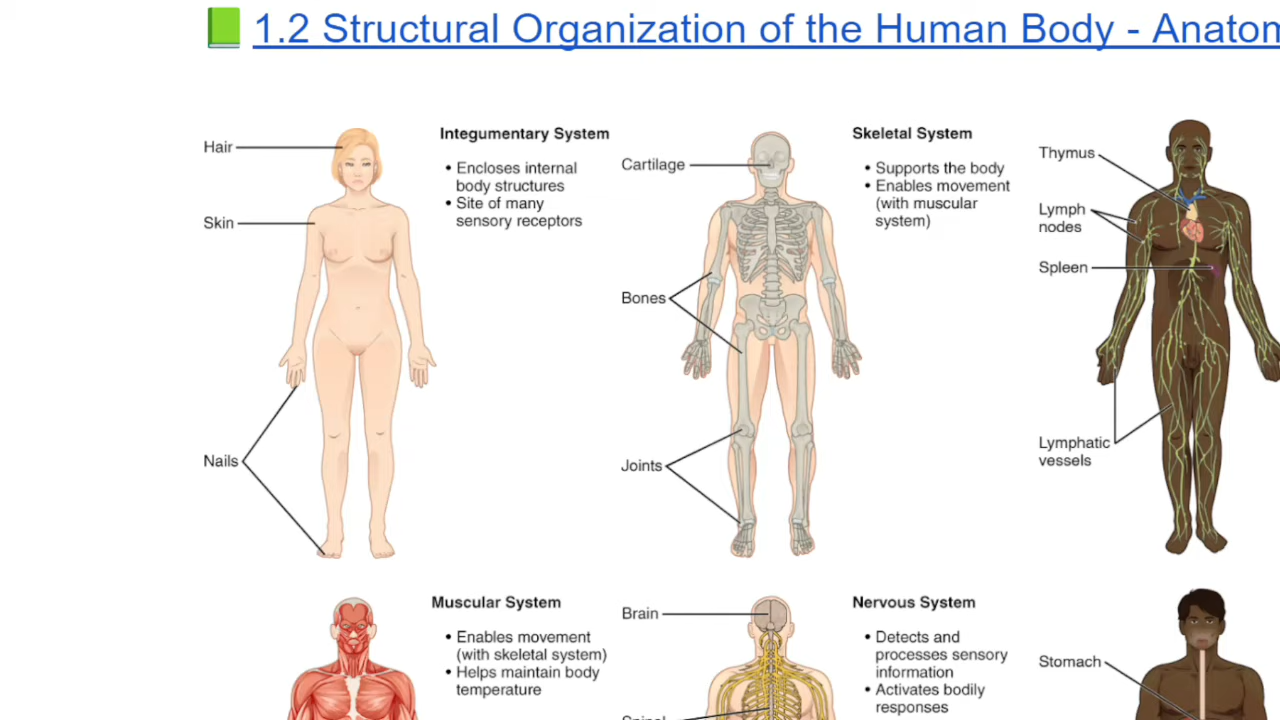 1.2 Structural Organization of the Human Body - Anatom
Hair
Skin
Nails
Integumentary System
• Encloses internal
body structures
• Site of many
sensory receptors
Cartilage
Bones
Joints
Skeletal System
• Supports the body
• Enables movement
(with muscular
system)
Thymus
Lymph
nodes
Spleen
Lymphatic
vessels
Muscular System
• Enables movement
(with skeletal system)
• Helps maintain body
temperature
Brain
Spinal
Nervous System
• Detects and
processes sensory
information
• Activates bodily
responses
Stomach